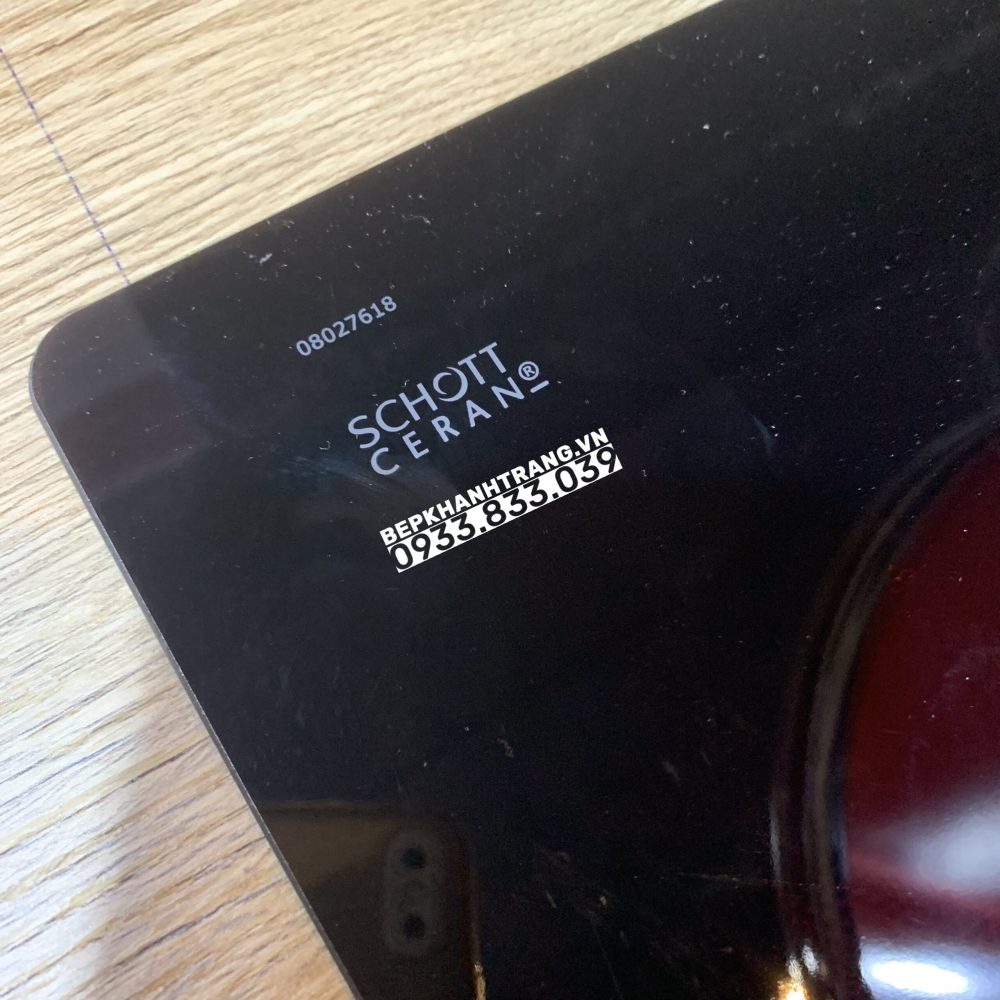 08027618
SCHOTT
CERAN®
BEPKHANHTRANG.VN
0933.833.039